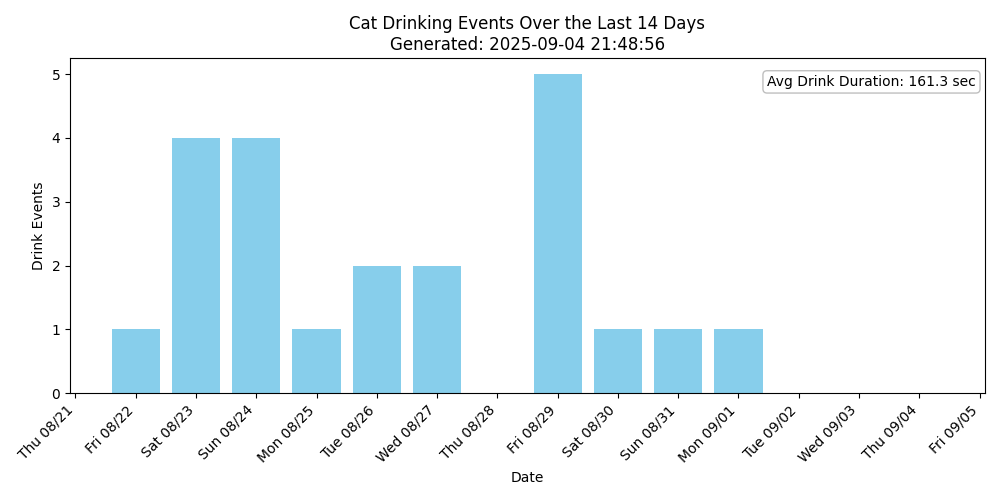 Cat Drinking Events Over the Last 14 Days
Generated: 2025-09-04 21:48:56
Avg Drink Duration: 161.3 sec
5
4
3
2
1
0
Drink Events
Thu 08/21
Fri 08/22
Sat 08/23
Sun 08/24
Mon 08/25
Tue 08/26
Wed 08/27
Thu 08/28
Fri 08/29
Sat 08/30
Sun 08/31
Mon 09/01
Tue 09/02
Wed 09/03
Thu 09/04
Fri 09/05
Date